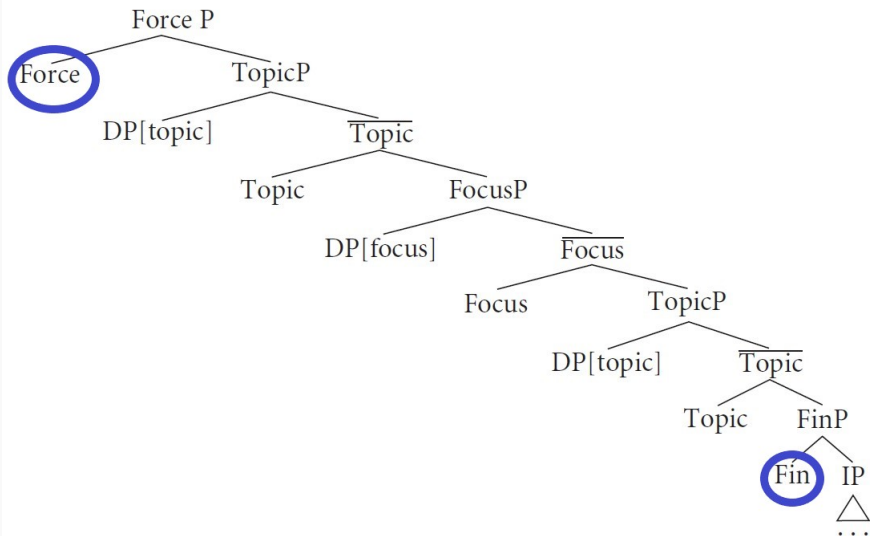 Force P
Force
TopicP
DP[topic]
Topic
Topic
FocusP
DP[focus]
Focus
Focus
TopicP
DP[topic]
Topic
Topic
FinP
Fin
IP
...